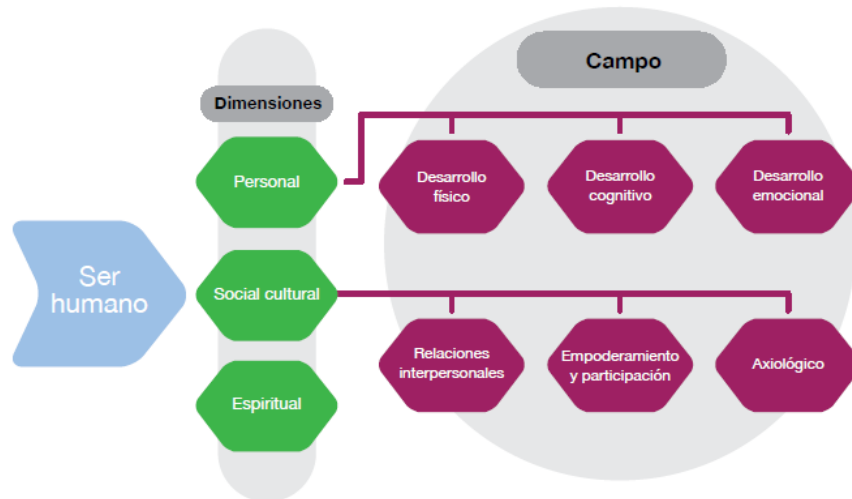 Campo
Dimensiones
Personal
Desarrollo
físico
Desarrollo
cognitivo
Desarrollo
emocional
Ser
humano
Social cultural
Relaciones
interpersonales
Empoderamiento
y participación
Axiológico
Espiritual